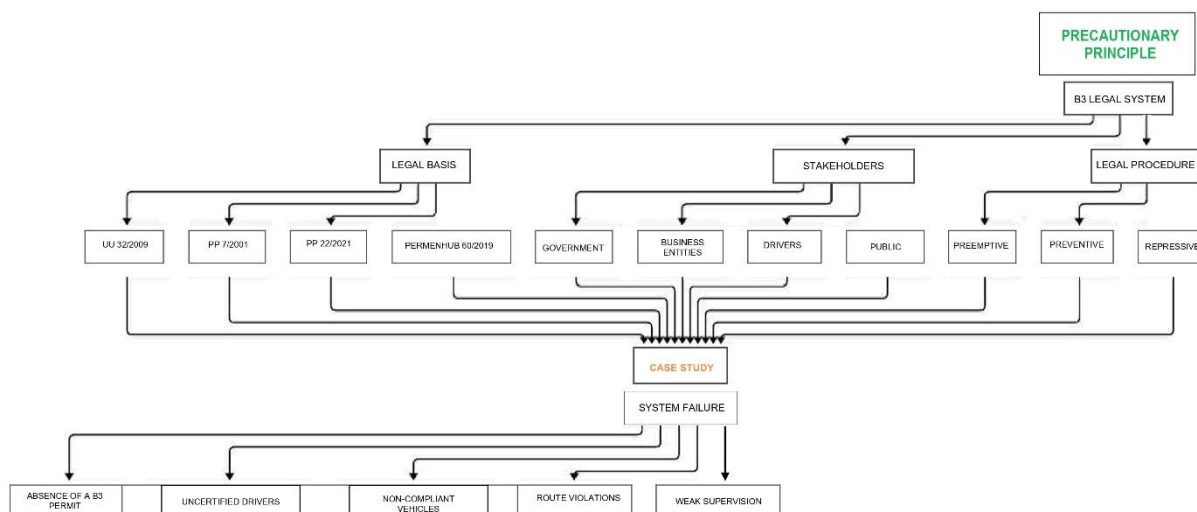 PRECAUTIONARY
PRINCIPLE
B3 LEGAL SYSTEM
LEGAL BASIS
STAKEHOLDERS
LEGAL PROCEDURE
UU 32/2009
PP 7/2001
PP 22/2021
PERMENHUB 60/2019
GOVERNMENT
BUSINESS
ENTITIES
DRIVERS
PUBLIC
PREEMPTIVE
PREVENTIVE
REPRESSIVE
CASE STUDY
SYSTEM FAILURE
ABSENCE OF A B3
PERMIT
UNCERTIFIED DRIVERS
NON-COMPLIANT
VEHICLES
ROUTE VIOLATIONS
WEAK SUPERVISION